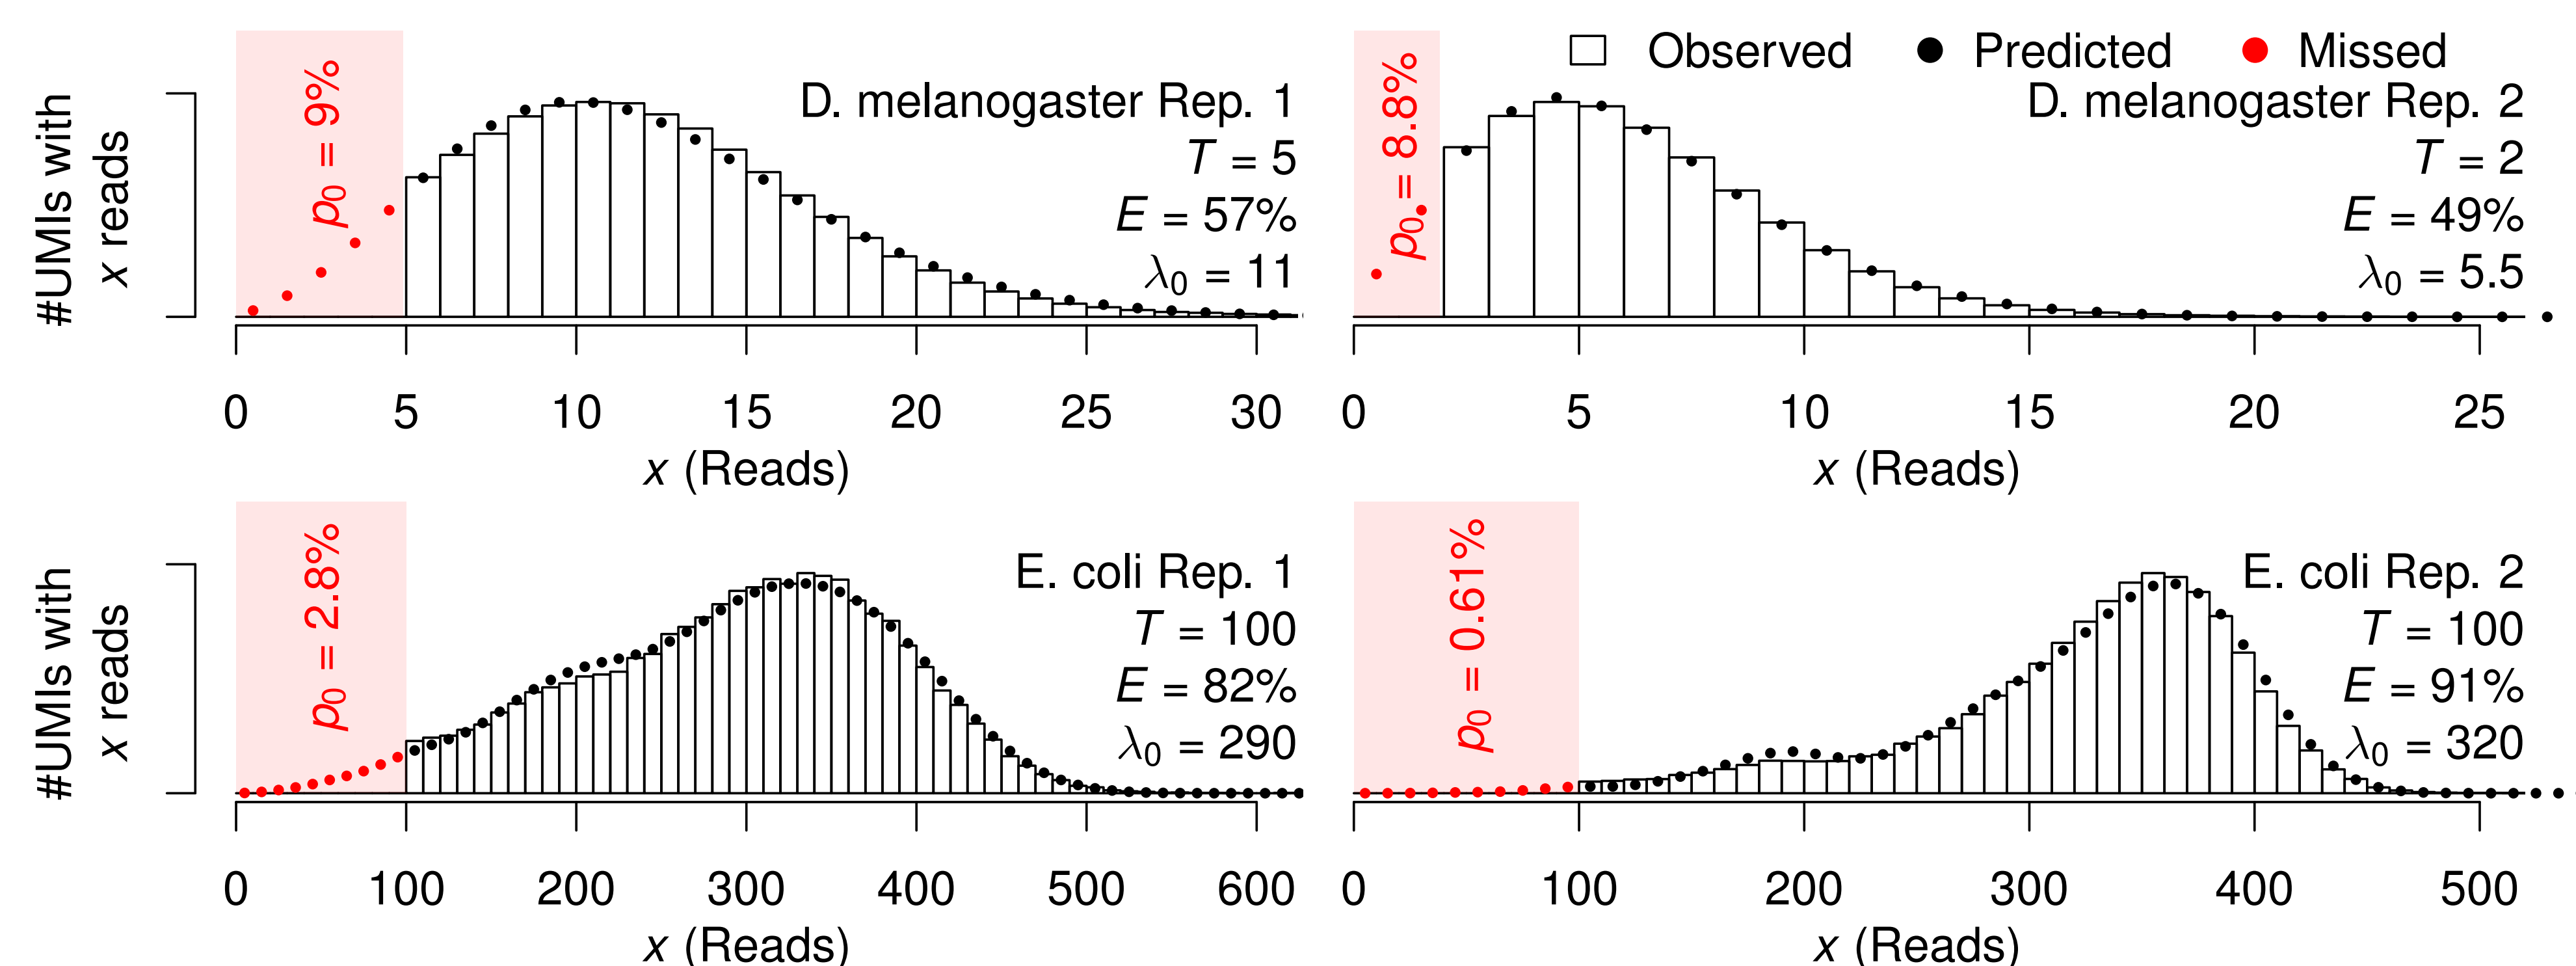 Observed
Predicted
Missed
#UMIs with
x reads
p0 = 9%
D. melanogaster Rep. 1
T = 5
E = 57%
λ0 = 11
0 5 10 15 20 25 30
x (Reads)
p0 = 8.8%
D. melanogaster Rep. 2
T = 2
E = 49%
λ0 = 5.5
0 5 10 15 20 25
x (Reads)
#UMIs with
x reads
p0 = 2.8%
E. coli Rep. 1
T = 100
E = 82%
λ0 = 290
0 100 200 300 400 500 600
x (Reads)
p0 = 0.61%
E. coli Rep. 2
T = 100
E = 91%
λ0 = 320
0 100 200 300 400 500
x (Reads)